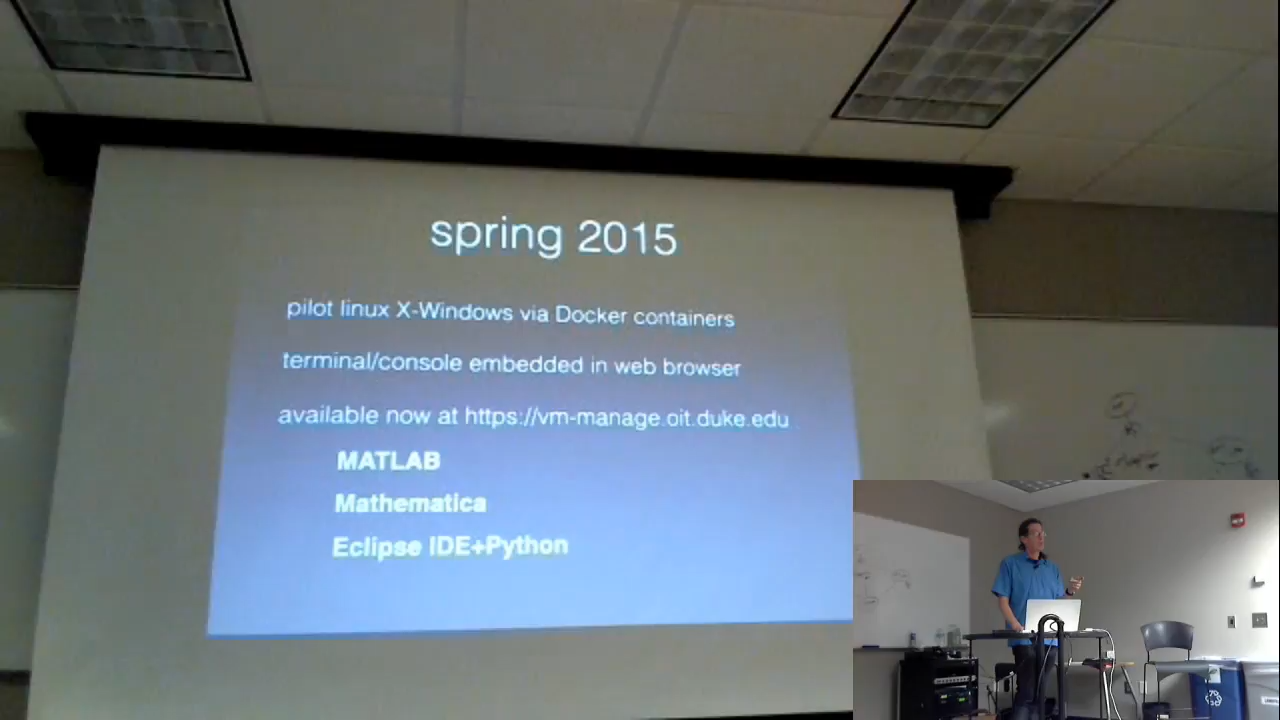 spring 2015
pilot linux X-Windows via Docker containers
terminal/console embedded in web browser
available now at https://vm-manage.oit.duke.edu
MATLAB
Mathematica
Eclipse IDE+Python